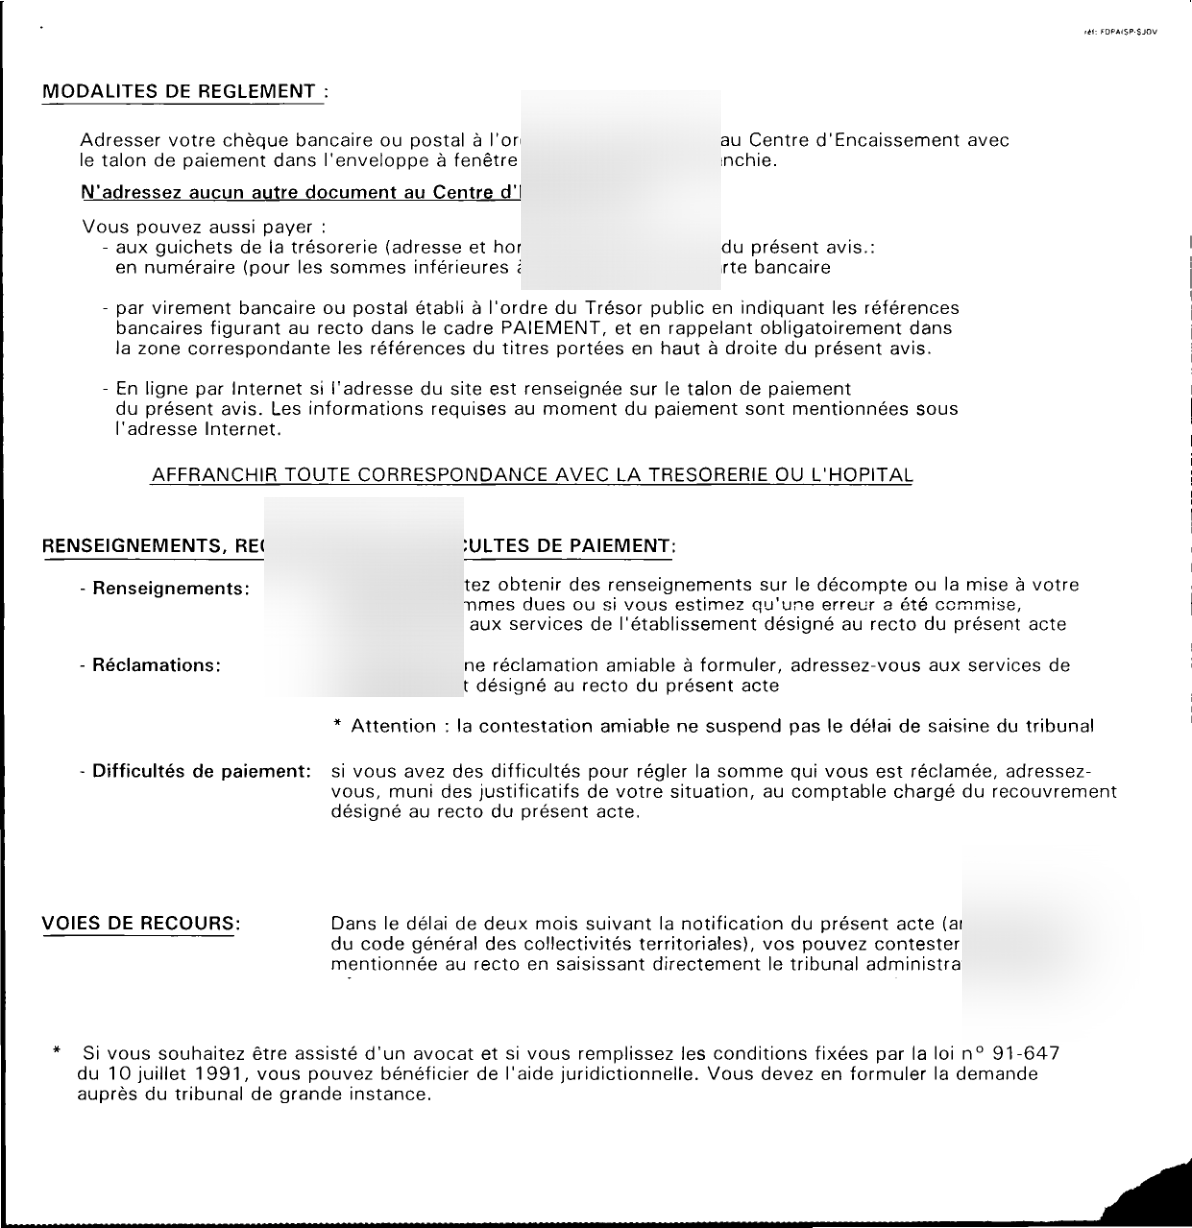 réf: FDPAISP-SJDV
MODALITES DE REGLEMENT :
Adresser votre chèque bancaire ou postal à l'or au Centre d'Encaissement avec
le talon de paiement dans l'enveloppe à fenêtre nchie.
N'adressez aucun autre document au Centre d'
Vous pouvez aussi payer :
- aux guichets de la trésorerie (adresse et hor du présent avis.:
en numéraire (pour les sommes inférieures à rte bancaire
- par virement bancaire ou postal établi à l'ordre du Trésor public en indiquant les références
bancaires figurant au recto dans le cadre PAIEMENT, et en rappelant obligatoirement dans
la zone correspondante les références du titres portées en haut à droite du présent avis.
- En ligne par Internet si l'adresse du site est renseignée sur le talon de paiement
du présent avis. Les informations requises au moment du paiement sont mentionnées sous
l'adresse Internet.
AFFRANCHIR TOUTE CORRESPONDANCE AVEC LA TRESORERIE OU L'HOPITAL
RENSEIGNEMENTS, REC CULTES DE PAIEMENT:
- Renseignements: tez obtenir des renseignements sur le décompte ou la mise à votre
mmes dues ou si vous estimez qu'une erreur a été commise,
aux services de l'établissement désigné au recto du présent acte
- Réclamations: ne réclamation amiable à formuler, adressez-vous aux services de
t désigné au recto du présent acte
* Attention : la contestation amiable ne suspend pas le délai de saisine du tribunal
- Difficultés de paiement: si vous avez des difficultés pour régler la somme qui vous est réclamée, adressez-
vous, muni des justificatifs de votre situation, au comptable chargé du recouvrement
désigné au recto du présent acte.
VOIES DE RECOURS: Dans le délai de deux mois suivant la notification du présent acte (ar
du code général des collectivités territoriales), vos pouvez contester
mentionnée au recto en saisissant directement le tribunal administra
* Si vous souhaitez être assisté d'un avocat et si vous remplissez les conditions fixées par la loi n° 91-647
du 10 juillet 1991, vous pouvez bénéficier de l'aide juridictionnelle. Vous devez en formuler la demande
auprès du tribunal de grande instance.